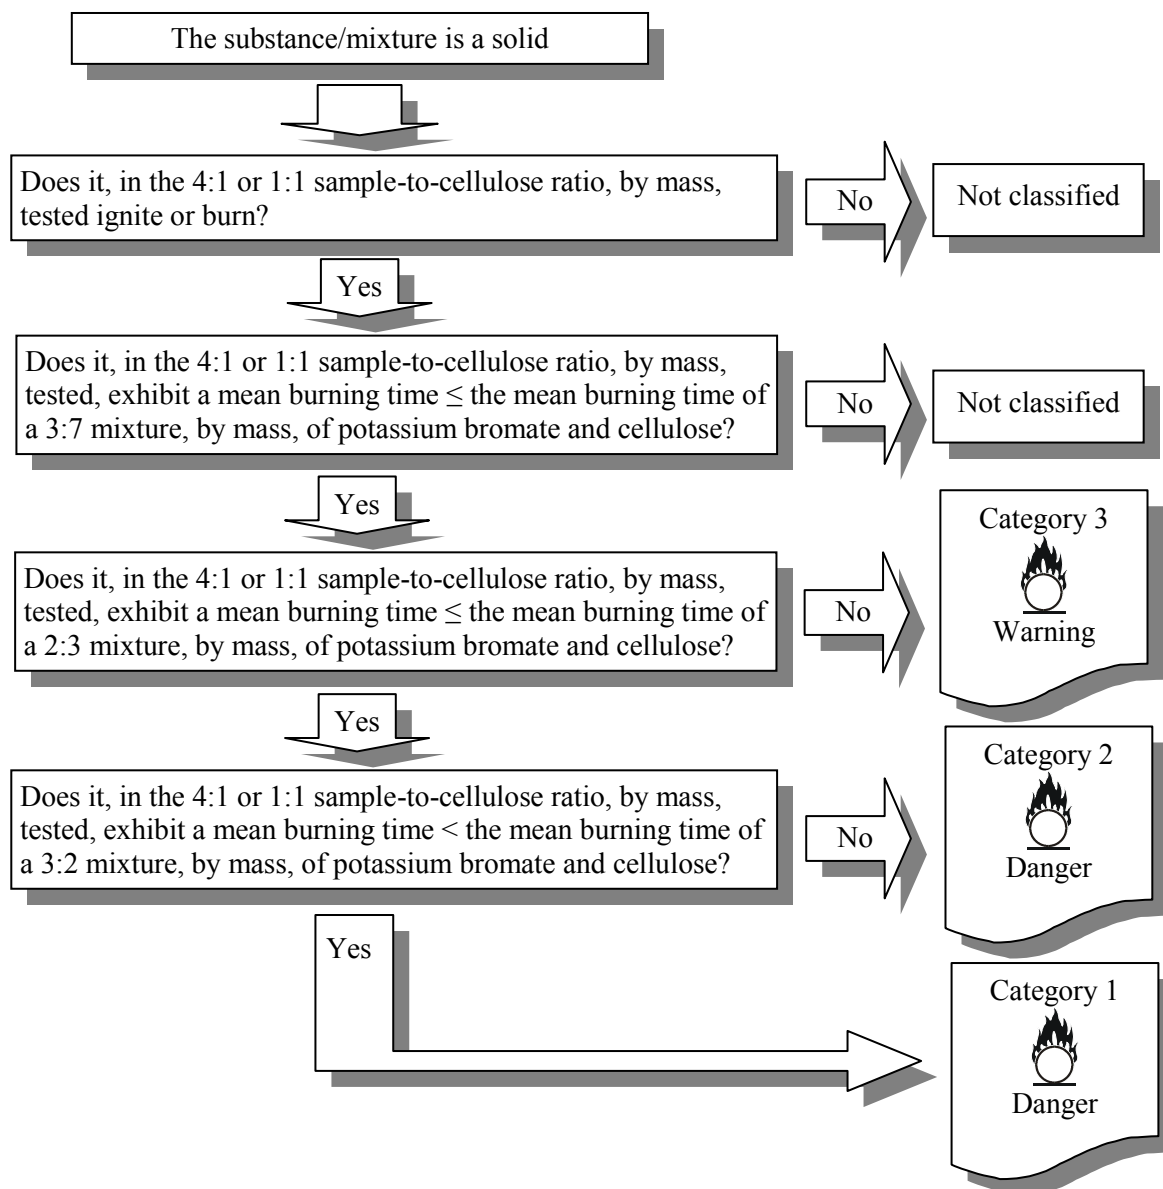 The substance/mixture is a solid
Does it, in the 4:1 or 1:1 sample-to-cellulose ratio, by mass,
tested ignite or burn?
No
Not classified
Yes
Does it, in the 4:1 or 1:1 sample-to-cellulose ratio, by mass,
tested, exhibit a mean burning time ≤ the mean burning time of
a 3:7 mixture, by mass, of potassium bromate and cellulose?
No
Not classified
Yes
Does it, in the 4:1 or 1:1 sample-to-cellulose ratio, by mass,
tested, exhibit a mean burning time ≤ the mean burning time of
a 2:3 mixture, by mass, of potassium bromate and cellulose?
No
Category 3
Warning
Yes
Does it, in the 4:1 or 1:1 sample-to-cellulose ratio, by mass,
tested, exhibit a mean burning time < the mean burning time of
a 3:2 mixture, by mass, of potassium bromate and cellulose?
No
Category 2
Danger
Yes
Category 1
Danger